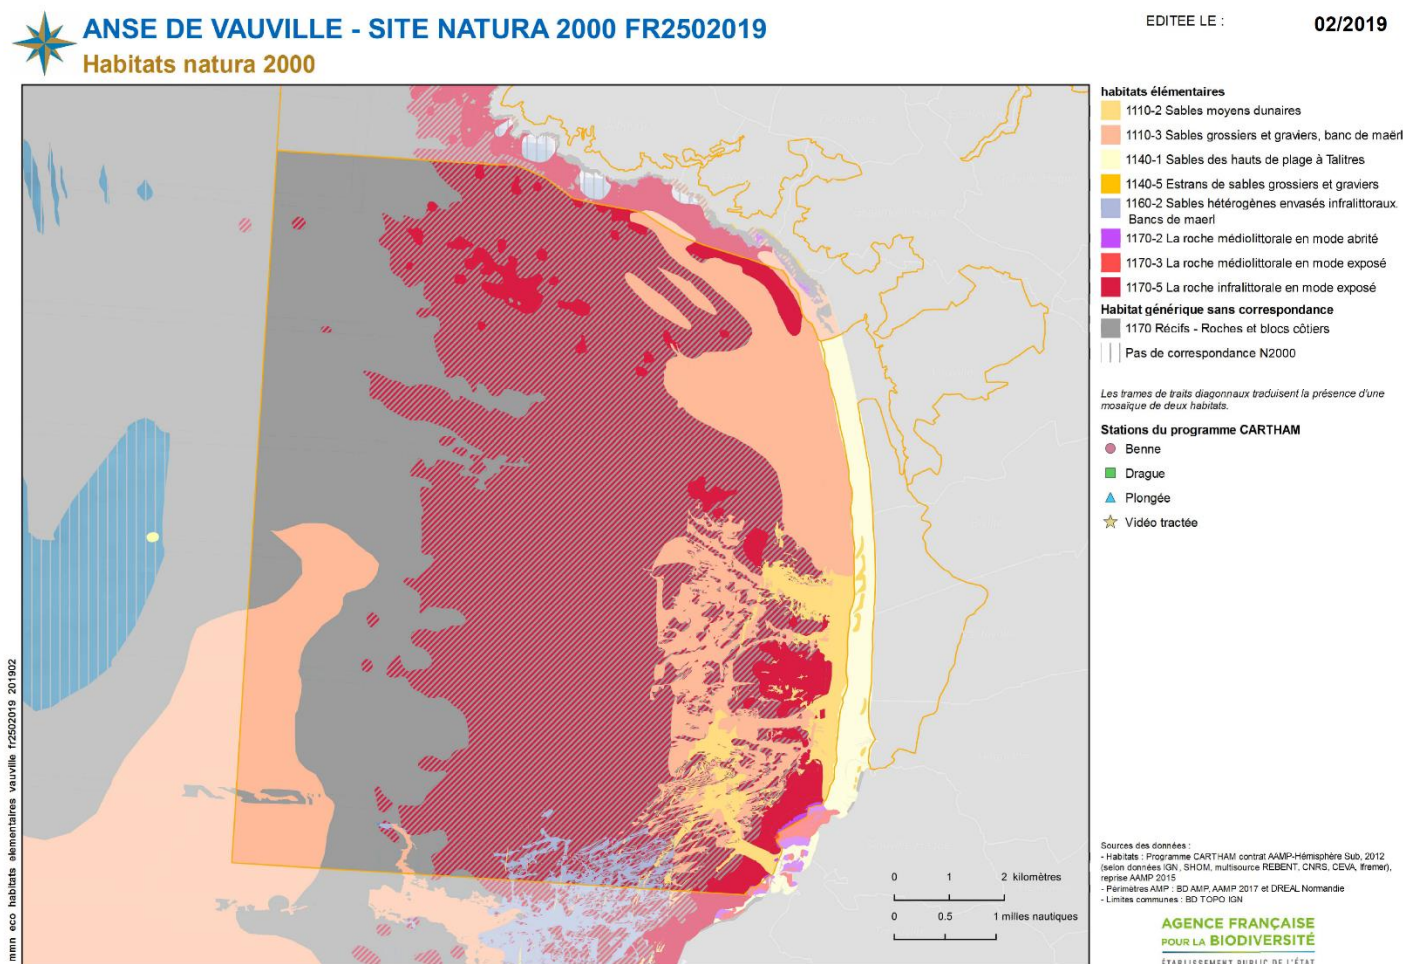 ANSE DE VAUVILLE - SITE NATURA 2000 FR2502019
Habitats natura 2000
EDITEE LE :
02/2019
habitats élémentaires
1110-2 Sables moyens dunaires
1110-3 Sables grossiers et graviers, banc de maërl
1140-1 Sables des hauts de plage à Talitres
1140-5 Estrans de sables grossiers et graviers
1160-2 Sables hétérogènes envasés infralittoraux.
Bancs de maerl
1170-2 La roche médiolittorale en mode abrité
1170-3 La roche médiolittorale en mode exposé
1170-5 La roche infralittorale en mode exposé
Habitat générique sans correspondance
1170 Récifs - Roches et blocs côtiers
Pas de correspondance N2000
Les trames de traits diagonnaux traduisent la présence d'une
mosaïque de deux habitats.
Stations du programme CARTHAM
Benne
Drague
Plongée
Vidéo tractée
0 1 2 kilomètres
0 0.5 1 milles nautiques
Sources des données :
- Habitats : Programme CARTHAM contrat AAMP-Hémisphère Sub, 2012
(selon données IGN, SHOM, multisource REBENT, CNRS, CEVA, Ifremer),
reprise AAMP 2015
- Périmètres AMP : BD AMP, AAMP 2017 et DREAL Normandie
- Limites communes : BD TOPO IGN
AGENCE FRANÇAISE
POUR LA BIODIVERSITÉ
ÉTABLISSEMENT PUBLIC DE L'ÉTAT
mmn eco habitats elementaires vauville fr2502019 201902